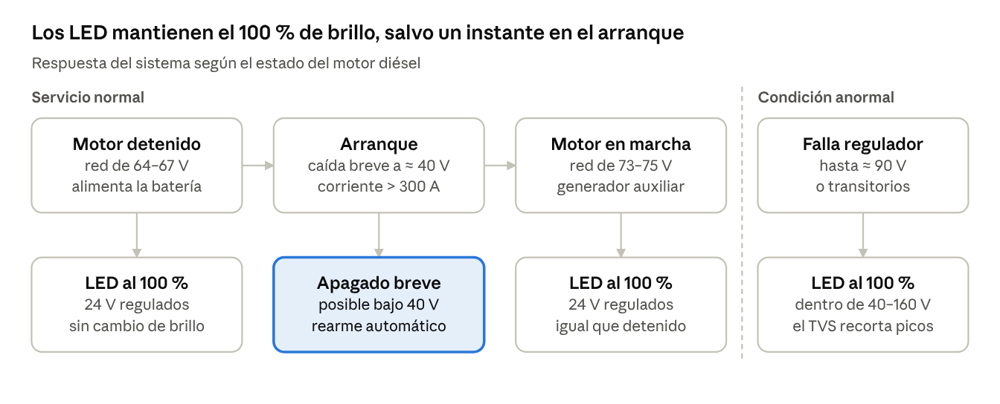 Los LED mantienen el 100 % de brillo, salvo un instante en el arranque
Respuesta del sistema según el estado del motor diésel
Servicio normal
Condición anormal
Motor detenido
red de 64–67 V
alimenta la batería
Arranque
caída breve a ≈ 40 V
corriente > 300 A
Motor en marcha
red de 73–75 V
generador auxiliar
Falla regulador
hasta ≈ 90 V
o transitorios
LED al 100 %
24 V regulados
sin cambio de brillo
Apagado breve
posible bajo 40 V
rearme automático
LED al 100 %
24 V regulados
igual que detenido
LED al 100 %
dentro de 40–160 V
el TVS recorta picos